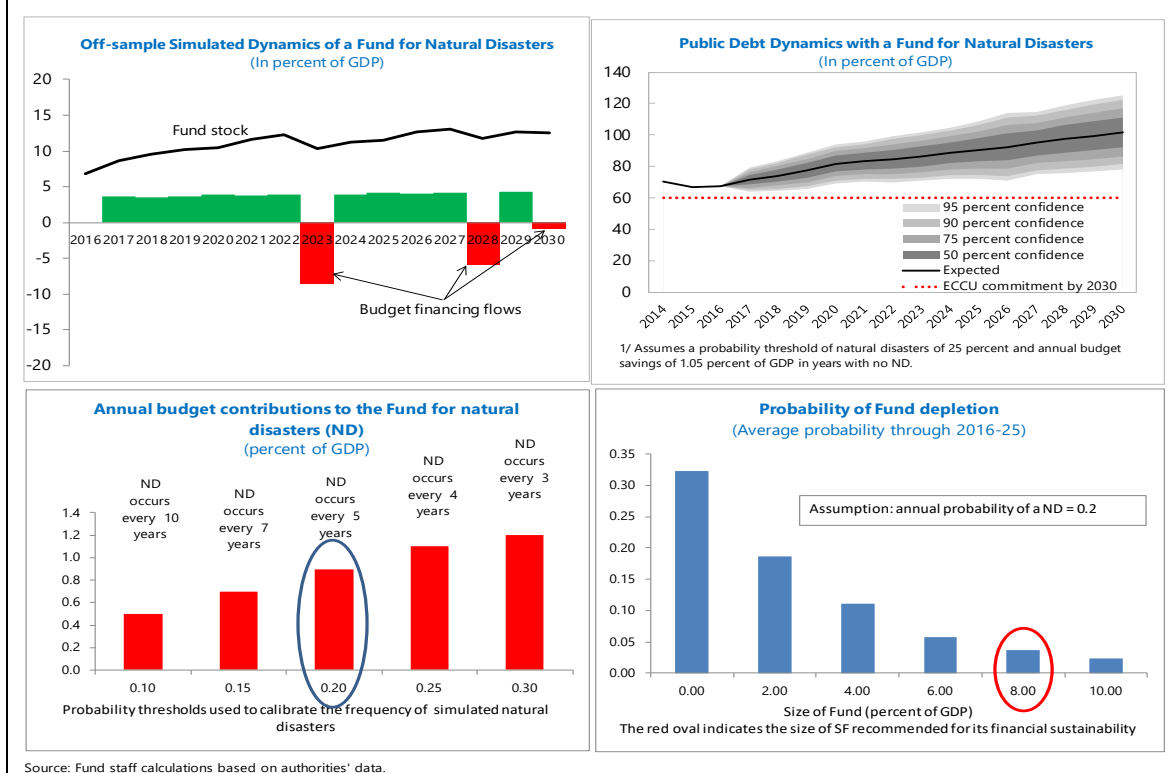 Off-sample Simulated Dynamics of a Fund for Natural Disasters
(In percent of GDP)
20
15
10
5
0
-5
-10
-15
-20
Fund stock
2016 2017 2018 2019 2020 2021 2022 2023 2024 2025 2026 2027 2028 2029 2030
Budget financing flows
Public Debt Dynamics with a Fund for Natural Disasters
(In percent of GDP)
140
120
100
80
60
40
20
0
95 percent confidence
90 percent confidence
75 percent confidence
50 percent confidence
Expected
ECCU commitment by 2030
2014 2015 2016 2017 2018 2019 2020 2021 2022 2023 2024 2025 2026 2027 2028 2029 2030
1/ Assumes a probability threshold of natural disasters of 25 percent and annual budget
savings of 1.05 percent of GDP in years with no ND.
Annual budget contributions to the Fund for natural
disasters (ND)
(percent of GDP)
ND
occurs
every 10
years
ND
occurs
every 7
years
ND
occurs
every 5
years
ND
occurs
every 4
years
ND
occurs
every 3
years
1.4
1.2
1.0
0.8
0.6
0.4
0.2
0.0
0.10 0.15 0.20 0.25 0.30
Probability thresholds used to calibrate the frequency of simulated natural
disasters
Probability of Fund depletion
(Average probability through 2016-25)
0.35
0.30
0.25
0.20
0.15
0.10
0.05
0.00
Assumption: annual probability of a ND = 0.2
0.00 2.00 4.00 6.00 8.00 10.00
Size of Fund (percent of GDP)
The red oval indicates the size of SF recommended for its financial sustainability
Source: Fund staff calculations based on authorities' data.